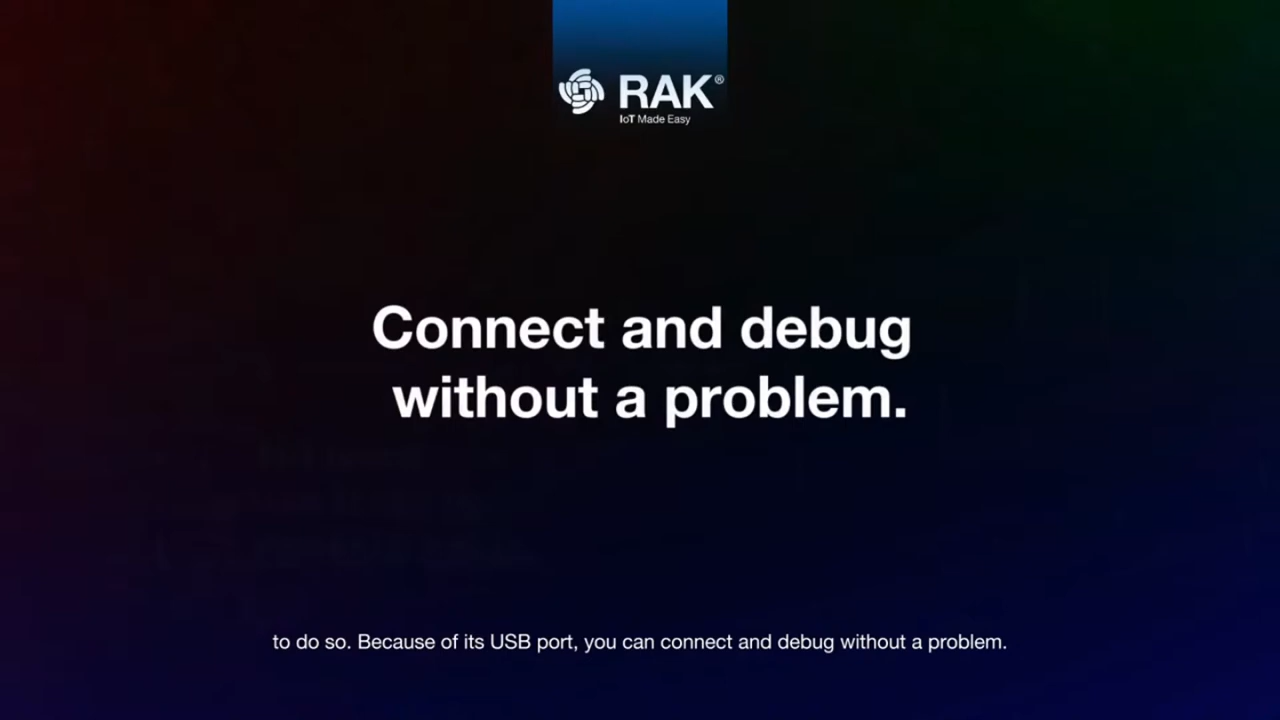 RAK®
IoT Made Easy
Connect and debug
without a problem.
to do so. Because of its USB port, you can connect and debug without a problem.